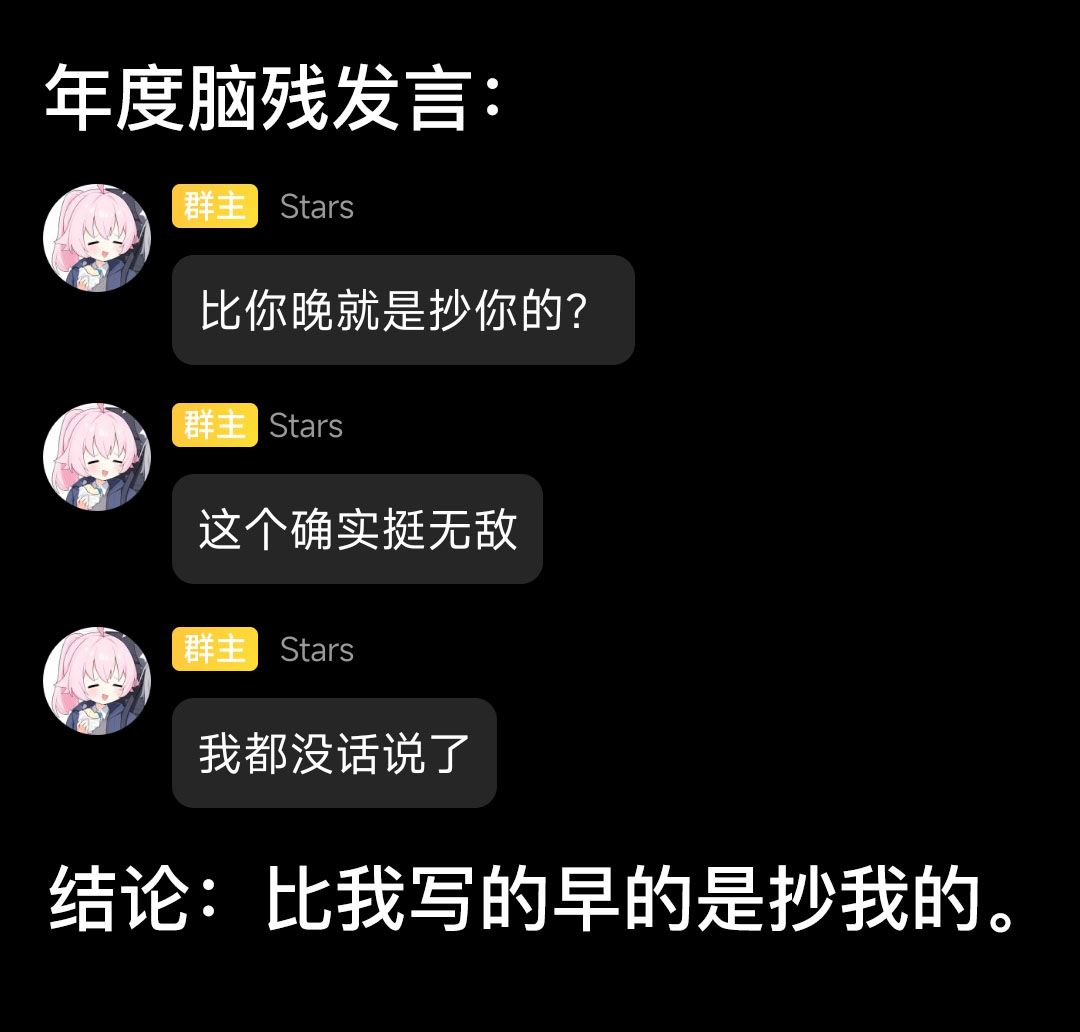 年度脑残发言：
群主 Stars
比你晚就是抄你的？
群主 Stars
这个确实挺无敌
群主 Stars
我都没话说了
结论：比我写的早的是抄我的。